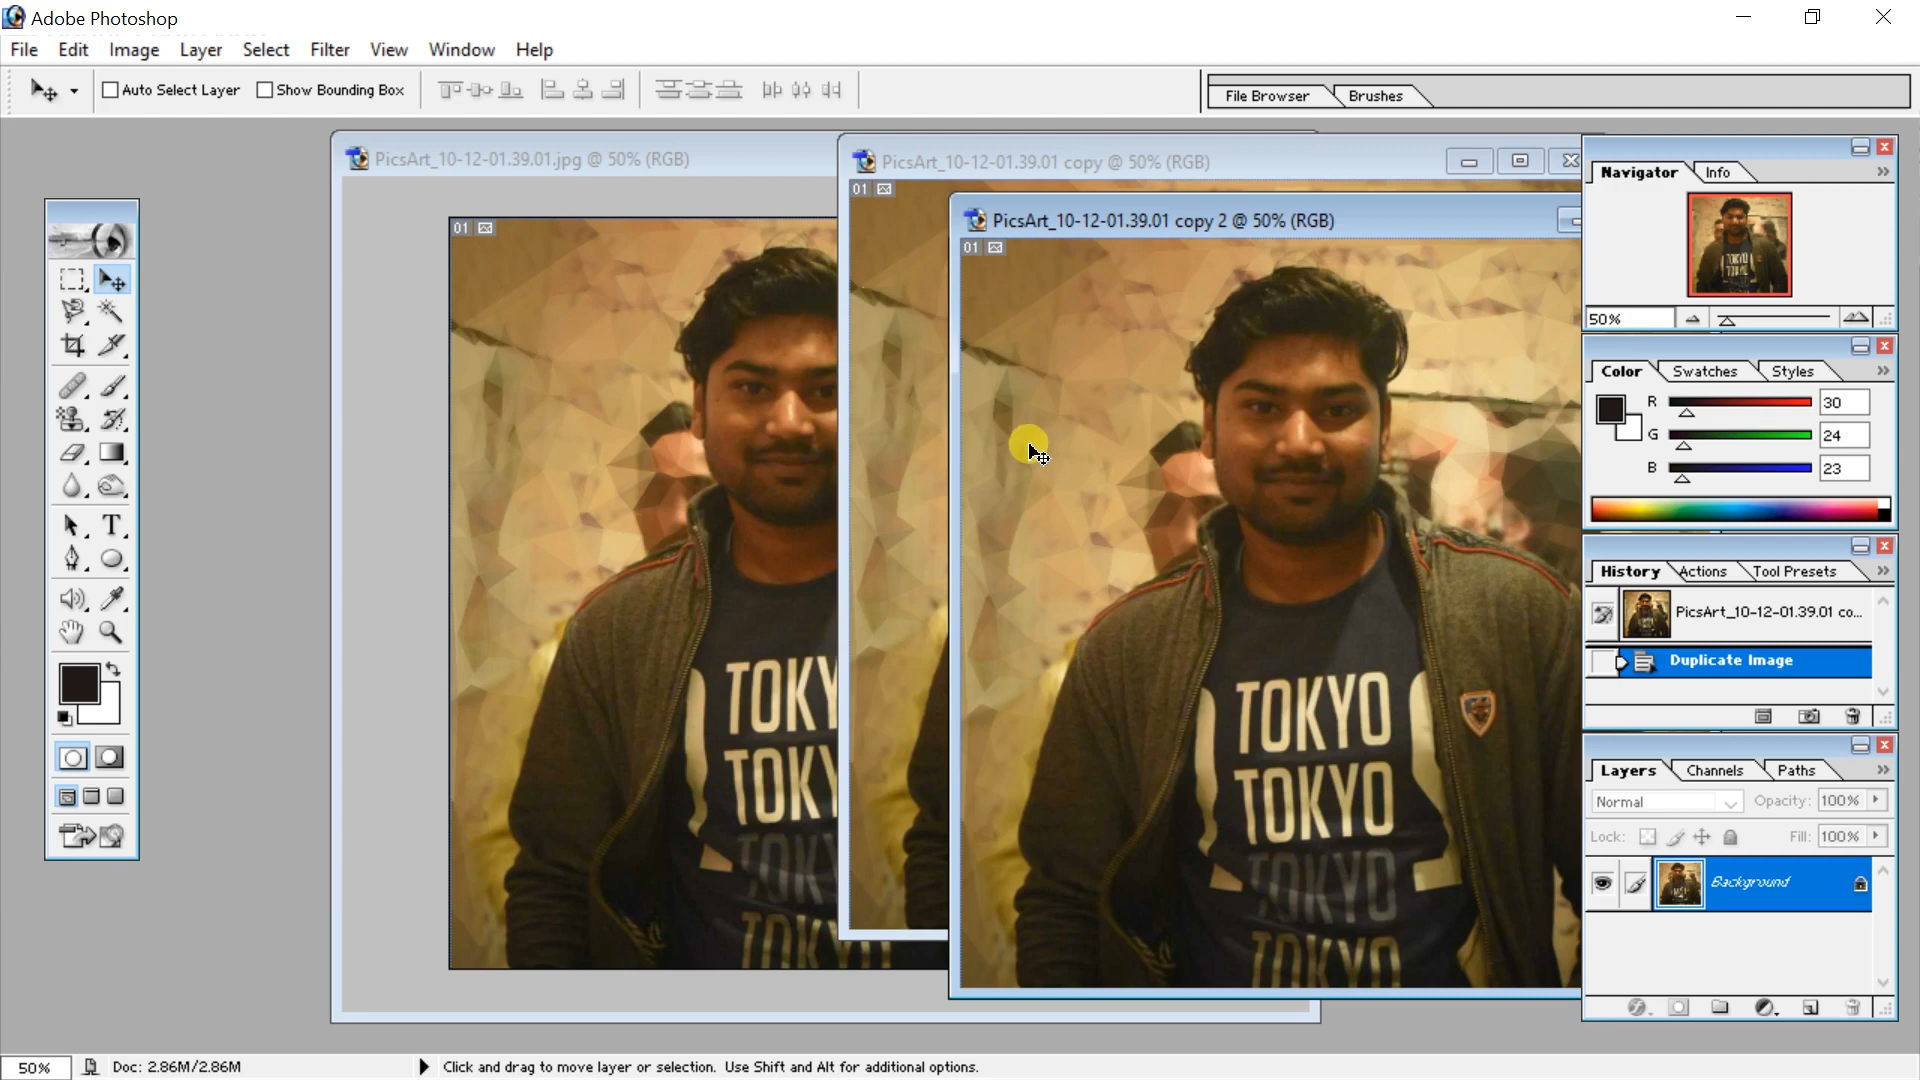 Adobe Photoshop
File Edit Image Layer Select Filter View Window Help
Auto Select Layer Show Bounding Box
File Browser Brushes
PicsArt_10-12-01.39.01.jpg @ 50% (RGB)
01
PicsArt_10-12-01.39.01 copy @ 50% (RGB)
01
PicsArt_10-12-01.39.01 copy 2 @ 50% (RGB)
01
TOKY
TOKY
TOKYO
TOKYO
TOKYO
TOKYO
TOKYO
TOKYO
Navigator Info
50%
Color Swatches Styles
R 30
G 24
B 23
History Actions Tool Presets
PicsArt_10-12-01.39.01 co...
Duplicate Image
Layers Channels Paths
Normal Opacity: 100%
Lock: Fill: 100%
Background
50% Doc: 2.86M/2.86M Click and drag to move layer or selection. Use Shift and Alt for additional options.